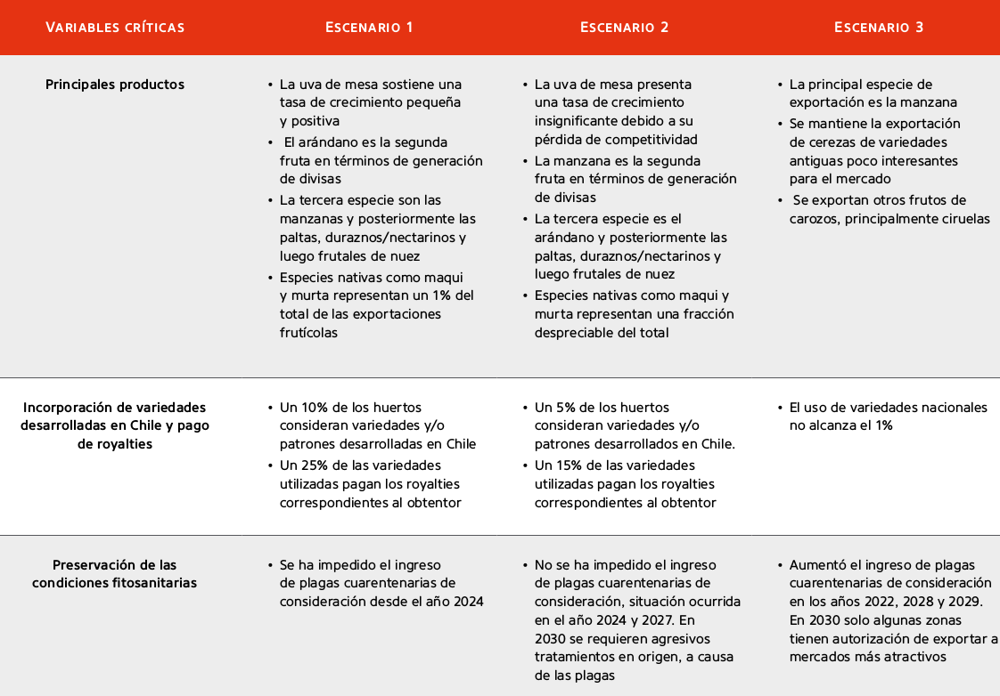 VARIABLES CRÍTICAS
ESCENARIO 1
ESCENARIO 2
ESCENARIO 3
Principales productos
• La uva de mesa sostiene una
tasa de crecimiento pequeña
y positiva
• El arándano es la segunda
fruta en términos de generación
de divisas
• La tercera especie son las
manzanas y posteriormente las
paltas, duraznos/nectarinos y
luego frutales de nuez
• Especies nativas como maqui
y murta representan un 1% del
total de las exportaciones
frutícolas
• La uva de mesa presenta
una tasa de crecimiento
insignificante debido a su
pérdida de competitividad
• La manzana es la segunda
fruta en términos de generación
de divisas
• La tercera especie es el
arándano y posteriormente las
paltas, duraznos/nectarinos y
luego frutales de nuez
• Especies nativas como maqui y
murta representan una fracción
despreciable del total
• La principal especie de
exportación es la manzana
• Se mantiene la exportación
de cerezas de variedades
antiguas poco interesantes
para el mercado
• Se exportan otros frutos de
carozos, principalmente ciruelas
Incorporación de variedades
desarrolladas en Chile y pago
de royalties
• Un 10% de los huertos
consideran variedades y/o
patrones desarrolladas en Chile
• Un 25% de las variedades
utilizadas pagan los royalties
correspondientes al obtentor
• Un 5% de los huertos
consideran variedades y/o
patrones desarrollados en Chile.
• Un 15% de las variedades
utilizadas pagan los royalties
correspondientes al obtentor
• El uso de variedades nacionales
no alcanza el 1%
Preservación de las
condiciones fitosanitarias
• Se ha impedido el ingreso
de plagas cuarentenarias de
consideración desde el año 2024
• No se ha impedido el ingreso
de plagas cuarentenarias de
consideración, situación ocurrida
en el año 2024 y 2027. En
2030 se requieren agresivos
tratamientos en origen, a causa
de las plagas
• Aumentó el ingreso de plagas
cuarentenarias de consideración
en los años 2022, 2028 y 2029.
En 2030 solo algunas zonas
tienen autorización de exportar a
mercados más atractivos